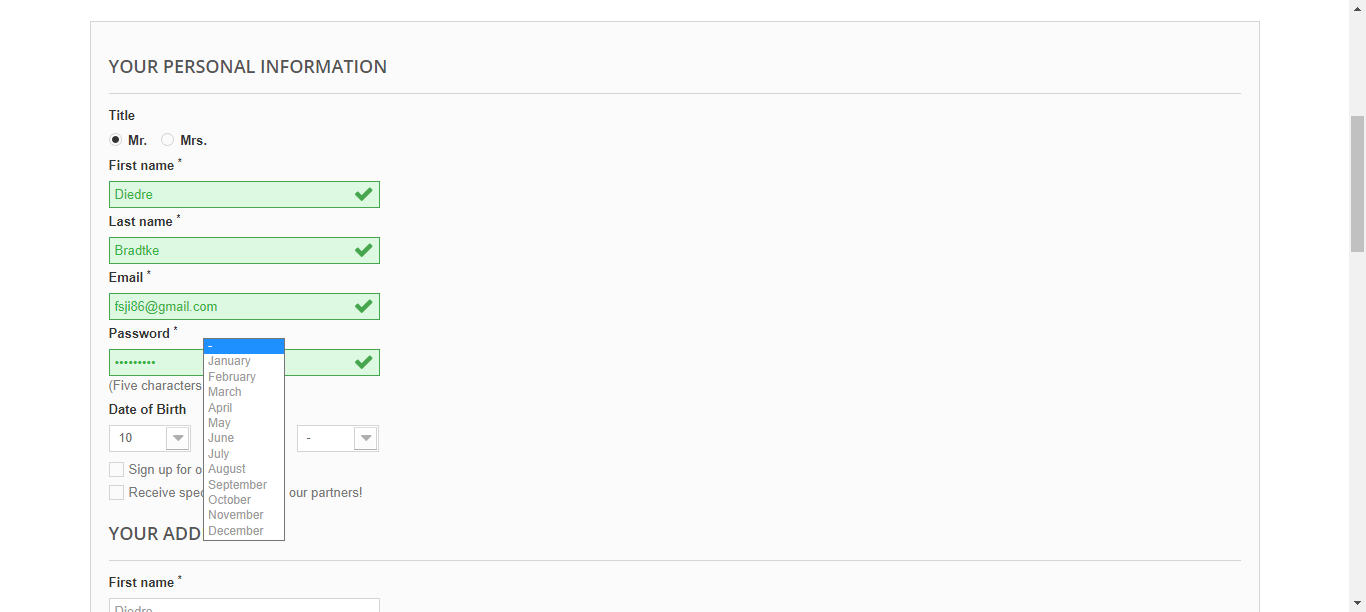 YOUR PERSONAL INFORMATION
Title
Mr. Mrs.
First name *
Diedre
Last name *
Bradtke
Email *
fsji86@gmail.com
Password *
•••••••••
(Five characters
Date of Birth
10 -
-
January
February
March
April
May
June
July
August
September
October
November
December
Sign up for o
Receive spec our partners!
YOUR ADD
First name *
Diedre